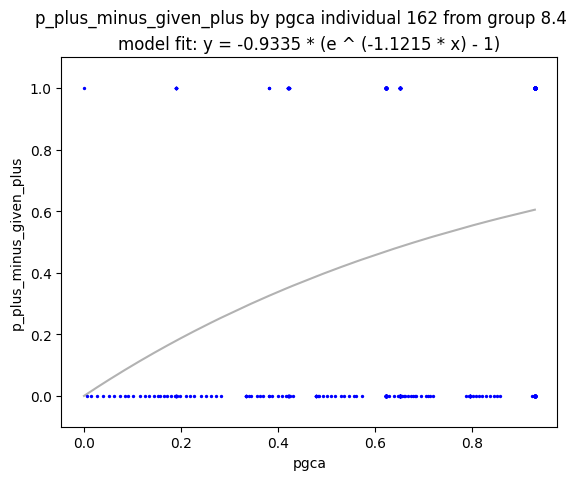 p_plus_minus_given_plus by pgca individual 162 from group 8.4
model fit: y = -0.9335 * (e ^ (-1.1215 * x) - 1)
1.0
0.8
0.6
0.4
0.2
0.0
p_plus_minus_given_plus
0.0 0.2 0.4 0.6 0.8
pgca